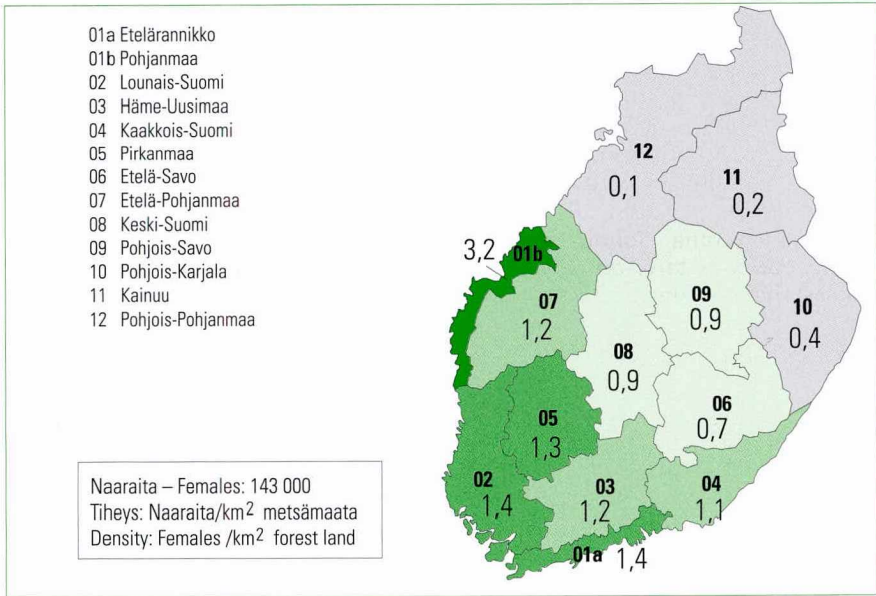 01a Etelärannikko
01b Pohjanmaa
02 Lounais-Suomi
03 Häme-Uusimaa
04 Kaakkois-Suomi
05 Pirkanmaa
06 Etelä-Savo
07 Etelä-Pohjanmaa
08 Keski-Suomi
09 Pohjois-Savo
10 Pohjois-Karjala
11 Kainuu
12 Pohjois-Pohjanmaa
12
0,1
11
0,2
3,2
01b
07
1,2
09
0,9
10
0,4
08
0,9
05
1,3
06
0,7
02
1,4
03
1,2
04
1,1
01a 1,4
Naaraita – Females: 143 000
Tiheys: Naaraita/km² metsämaata
Density: Females /km² forest land